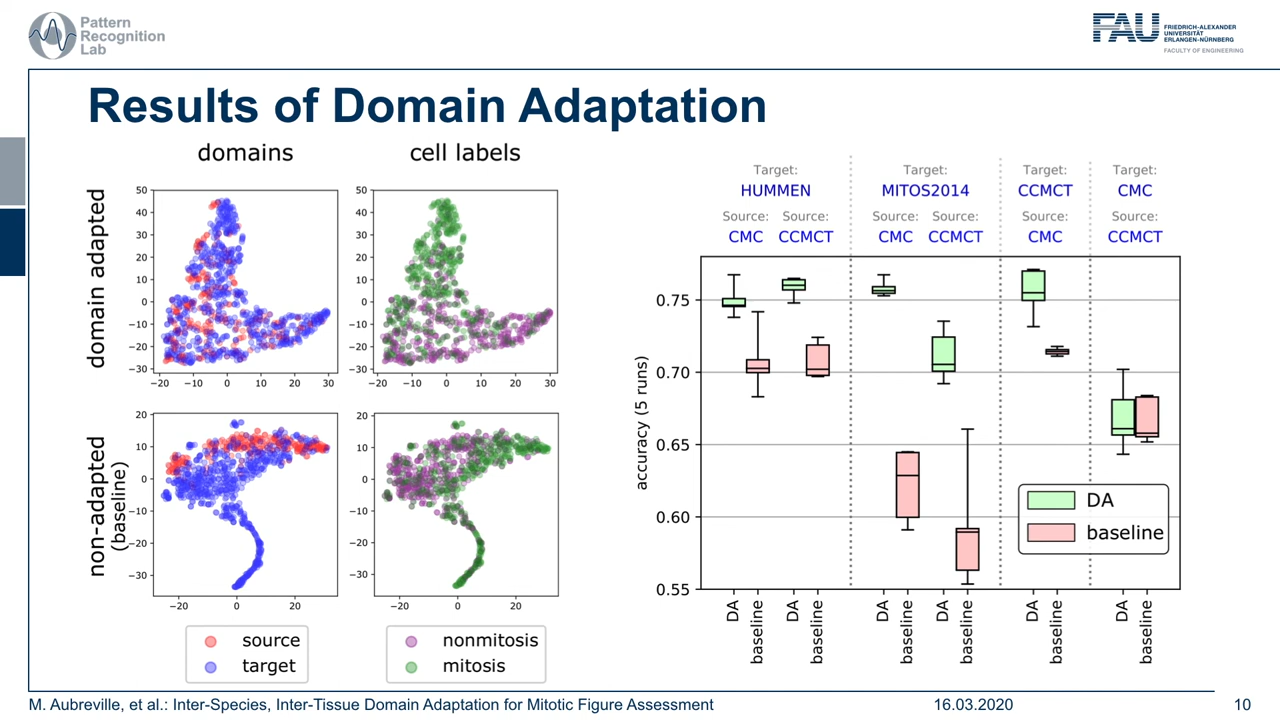 Pattern
Recognition
Lab
FAU
FRIEDRICH-ALEXANDER
UNIVERSITÄT
ERLANGEN-NÜRNBERG
FACULTY OF ENGINEERING
Results of Domain Adaptation
domains
cell labels
domain adapted
50
40
30
20
10
0
−10
−20
−30
−20 −10 0 10 20 30
50
40
30
20
10
0
−10
−20
−30
−20 −10 0 10 20 30
non-adapted
(baseline)
20
10
0
−10
−20
−30
−20 0 20
20
10
0
−10
−20
−30
−20 0 20
source
target
nonmitosis
mitosis
Target: Target: Target: Target:
HUMMEN MITOS2014 CCMCT CMC
Source: Source: Source: Source: Source: Source:
CMC CCMCT CMC CCMCT CMC CCMCT
accuracy (5 runs)
0.75
0.70
0.65
0.60
0.55
DA
baseline
DA baseline DA baseline DA baseline DA baseline DA baseline DA baseline
M. Aubreville, et al.: Inter-Species, Inter-Tissue Domain Adaptation for Mitotic Figure Assessment 16.03.2020 10